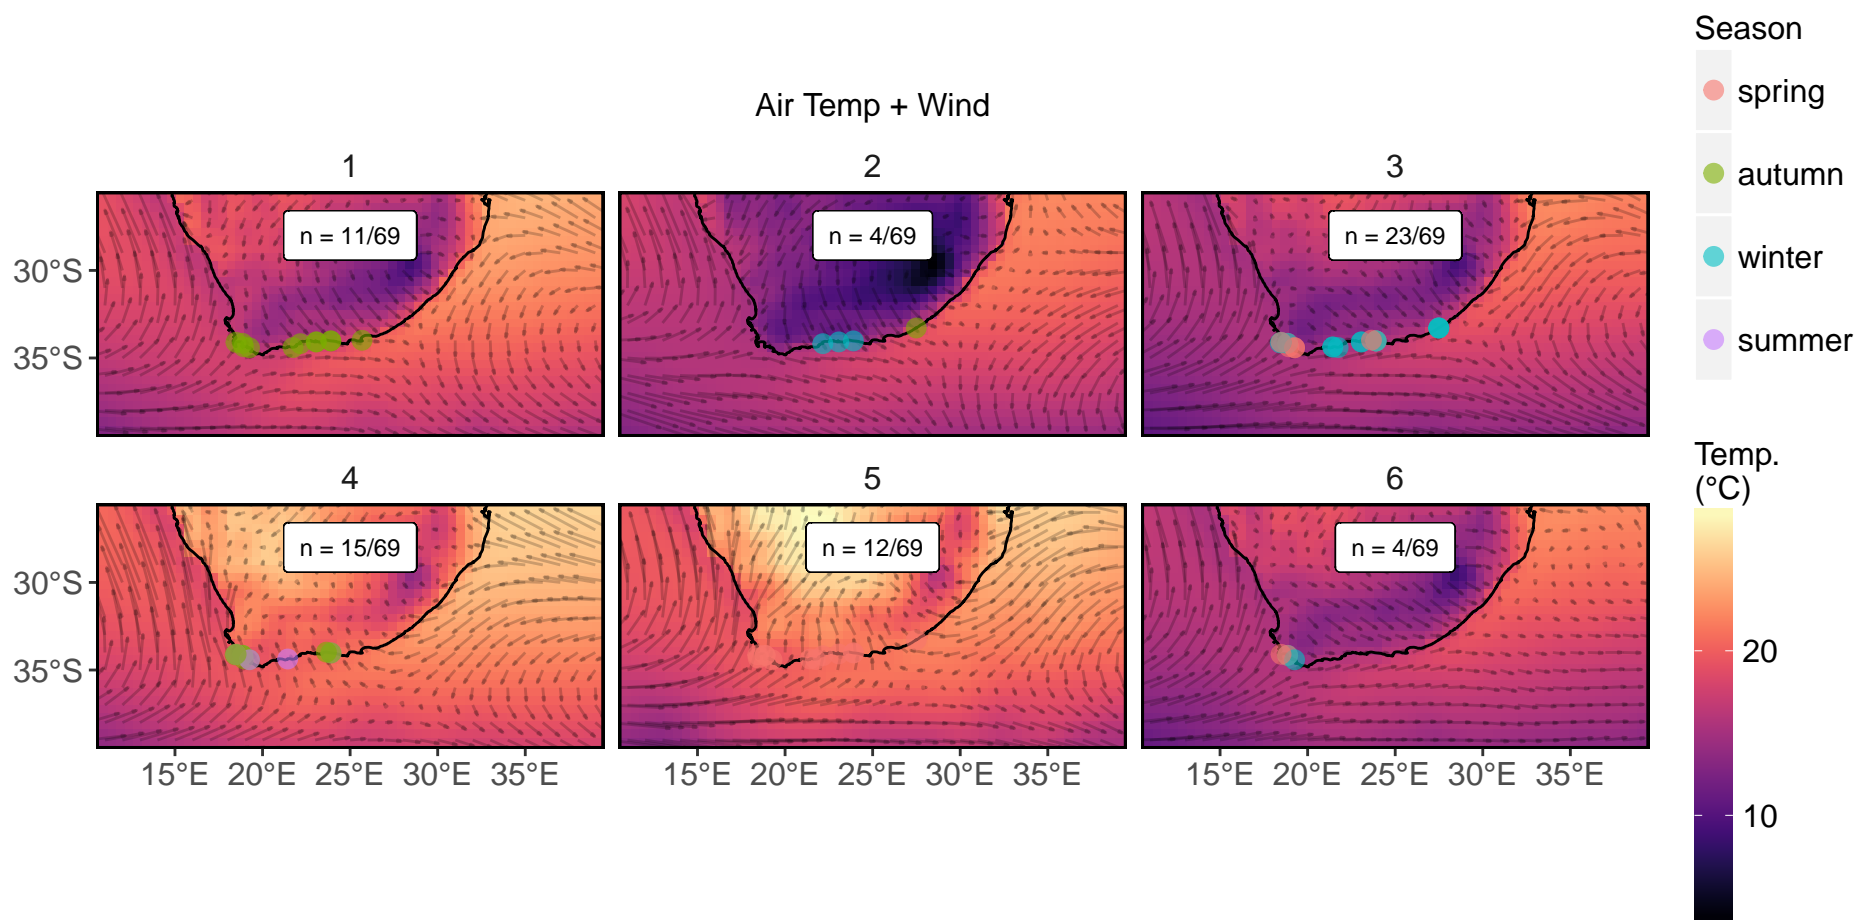 Air Temp + Wind
1
2
3
n = 11/69
n = 4/69
n = 23/69
30°S
35°S
4
5
6
n = 15/69
n = 12/69
n = 4/69
30°S
35°S
15°E 20°E 25°E 30°E 35°E
15°E 20°E 25°E 30°E 35°E
15°E 20°E 25°E 30°E 35°E
Season
spring
autumn
winter
summer
Temp.
(°C)
20
10